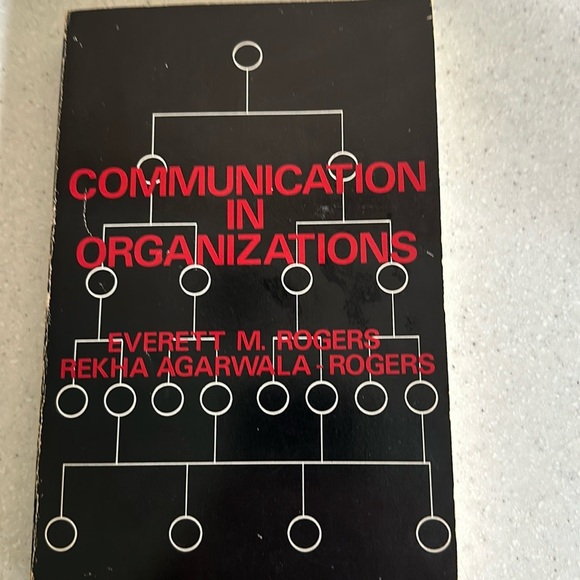 COMMUNICATION
IN
ORGANIZATIONS
EVERETT M. ROGERS
REKHA AGARWALA-ROGERS